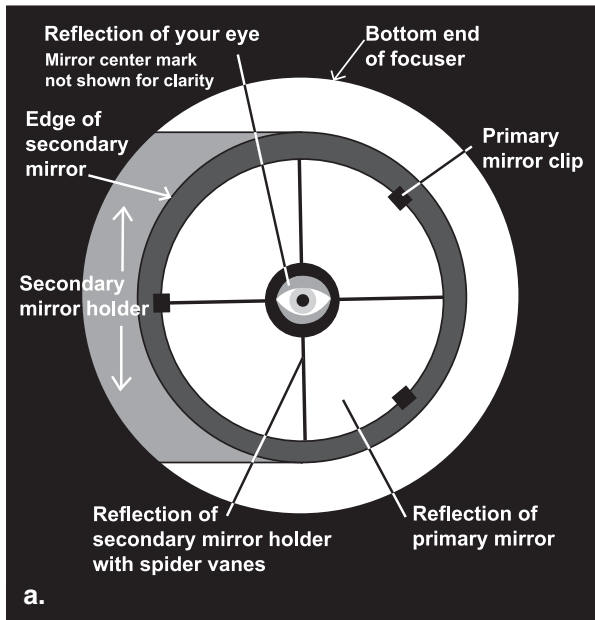 Reflection of your eye
Mirror center mark
not shown for clarity
Bottom end
of focuser
Edge of
secondary
mirror
Primary
mirror clip
Secondary
mirror holder
Reflection of
secondary mirror holder
with spider vanes
Reflection of
primary mirror
a.